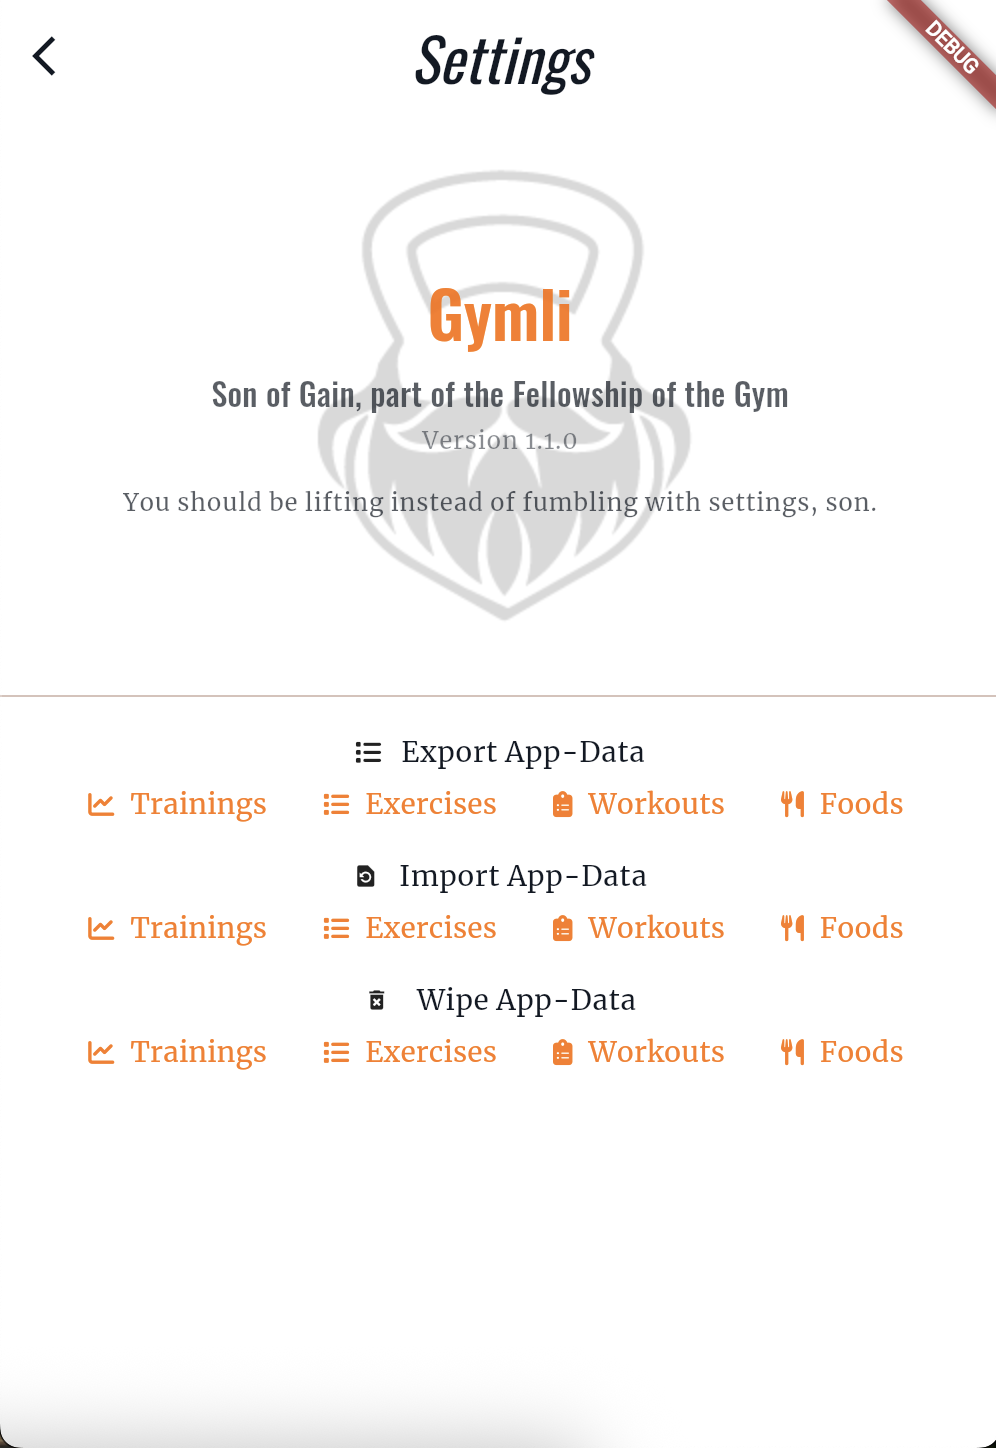 Settings
DEBUG
Gymli
Son of Gain, part of the Fellowship of the Gym
Version 1.1.0
You should be lifting instead of fumbling with settings, son.
Export App-Data
Trainings Exercises Workouts Foods
Import App-Data
Trainings Exercises Workouts Foods
Wipe App-Data
Trainings Exercises Workouts Foods